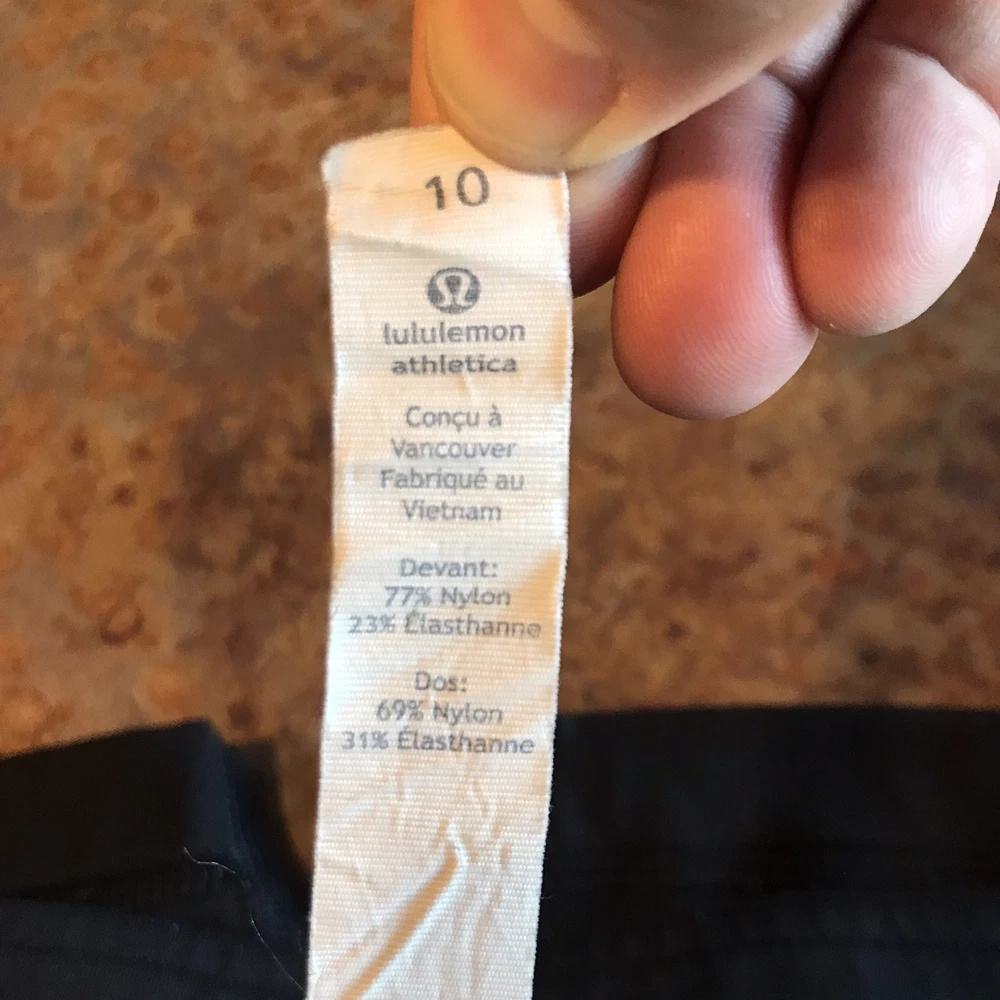 10
lululemon
athletica
Conçu à
Vancouver
Fabriqué au
Vietnam
Devant:
77% Nylon
23% Élasthanne
Dos:
69% Nylon
31% Élasthanne